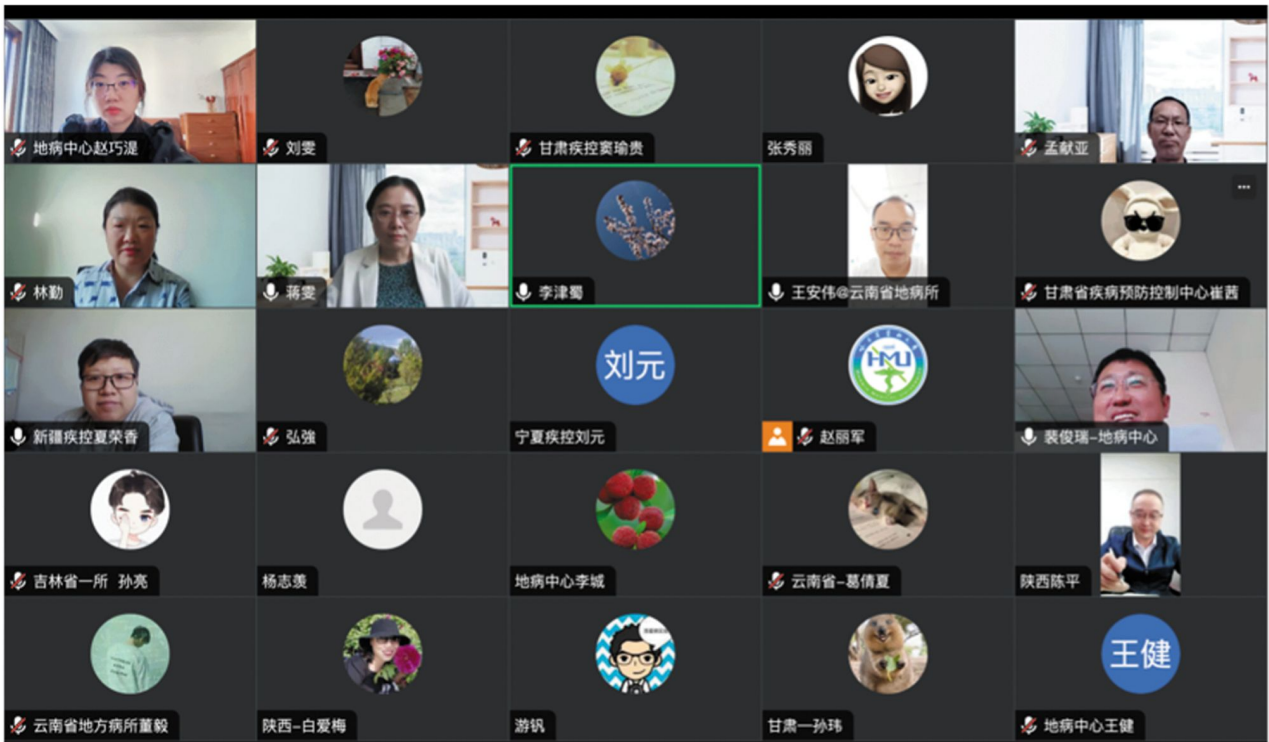 地病中心赵巧湜
刘雯
甘肃疾控窦瑜贵
张秀丽
孟献亚
林勤
蒋雯
李津蜀
王安伟@云南省地病所
甘肃省疾病预防控制中心崔茜
新疆疾控夏荣香
弘強
刘元
宁夏疾控刘元
HMU
赵丽军
裴俊瑞-地病中心
吉林省一所 孙亮
杨志羡
地病中心李城
云南省-葛倩夏
陕西陈平
云南省地方病所董毅
陕西-白爱梅
游钒
甘肃—孙玮
王健
地病中心王健